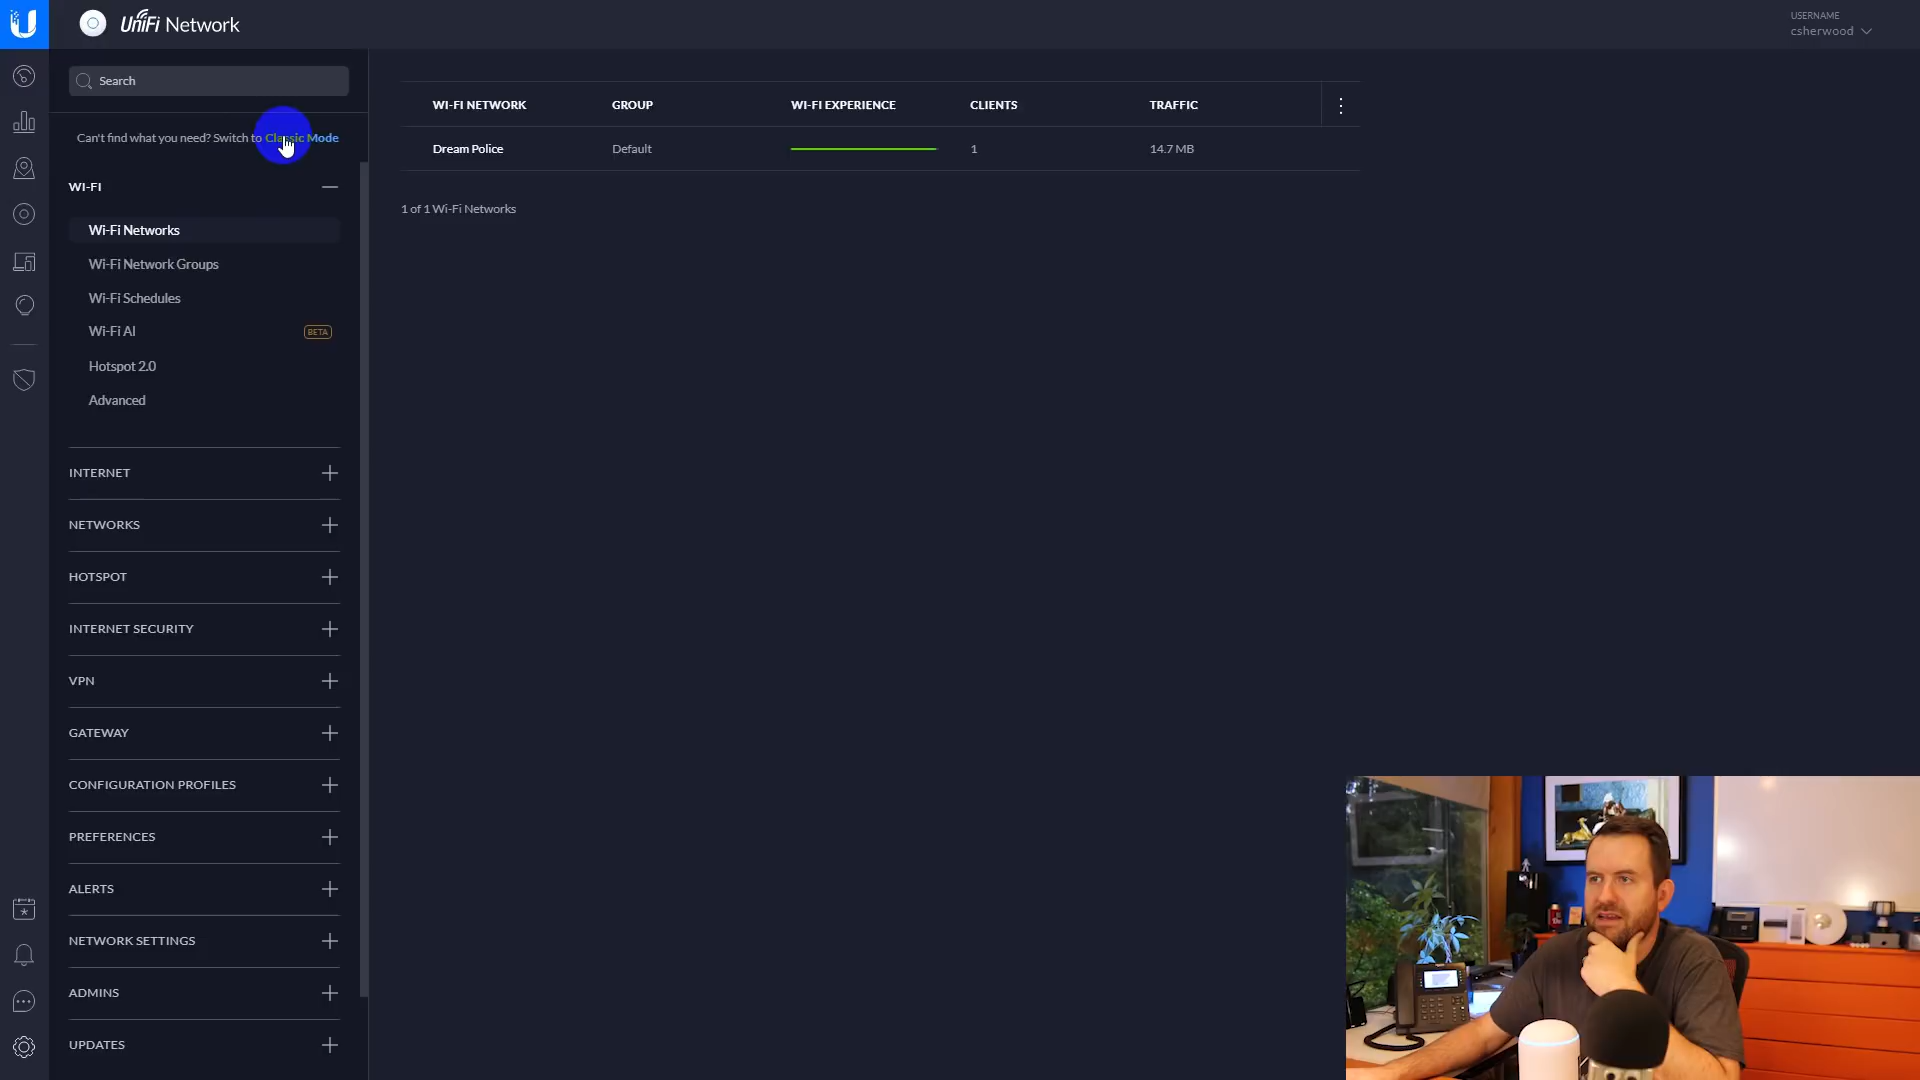 UniFi Network
USERNAME
csherwood
Search
Can't find what you need? Switch to Classic Mode
WI-FI
Wi-Fi Networks
Wi-Fi Network Groups
Wi-Fi Schedules
Wi-Fi AI
BETA
Hotspot 2.0
Advanced
INTERNET
NETWORKS
HOTSPOT
INTERNET SECURITY
VPN
GATEWAY
CONFIGURATION PROFILES
PREFERENCES
ALERTS
NETWORK SETTINGS
ADMINS
UPDATES
WI-FI NETWORK GROUP WI-FI EXPERIENCE CLIENTS TRAFFIC
Dream Police Default 1 14.7 MB
1 of 1 Wi-Fi Networks